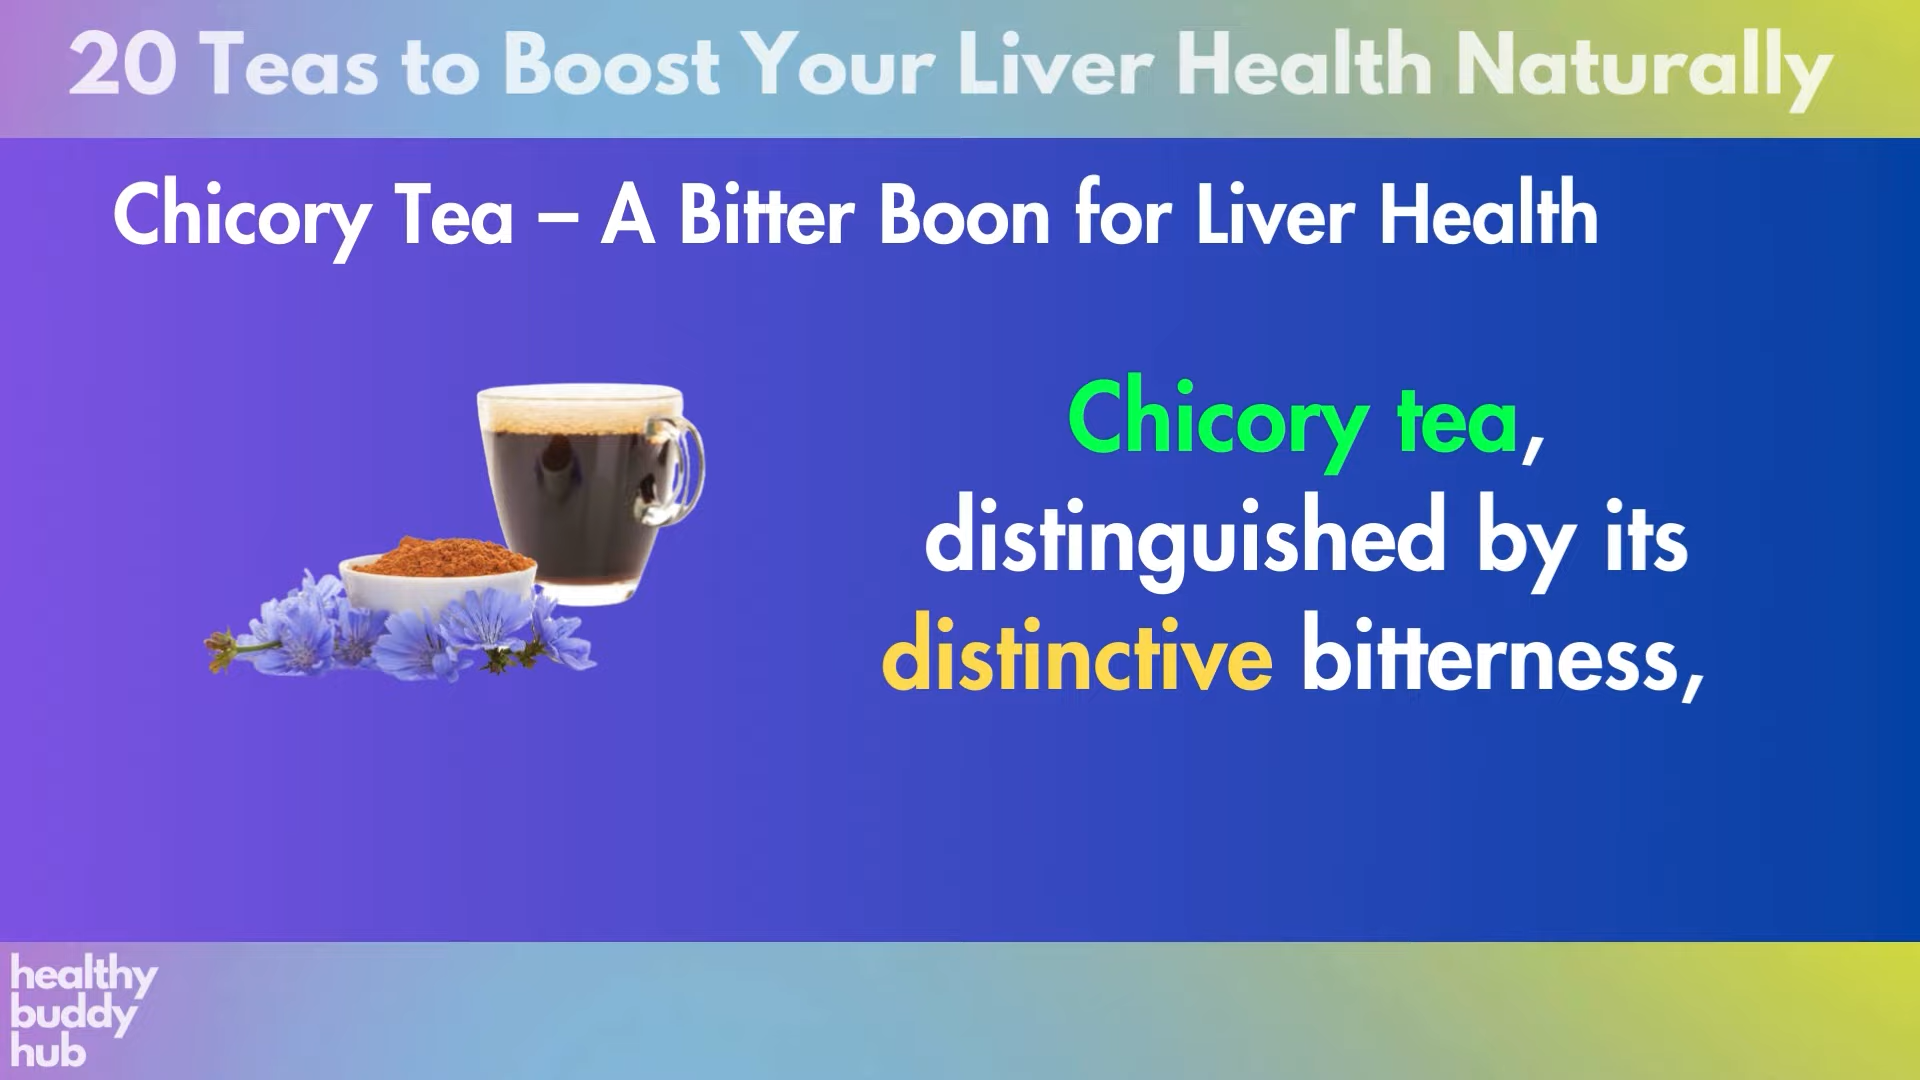 20 Teas to Boost Your Liver Health Naturally
Chicory Tea – A Bitter Boon for Liver Health
Chicory tea,
distinguished by its
distinctive bitterness,
healthy
buddy
hub